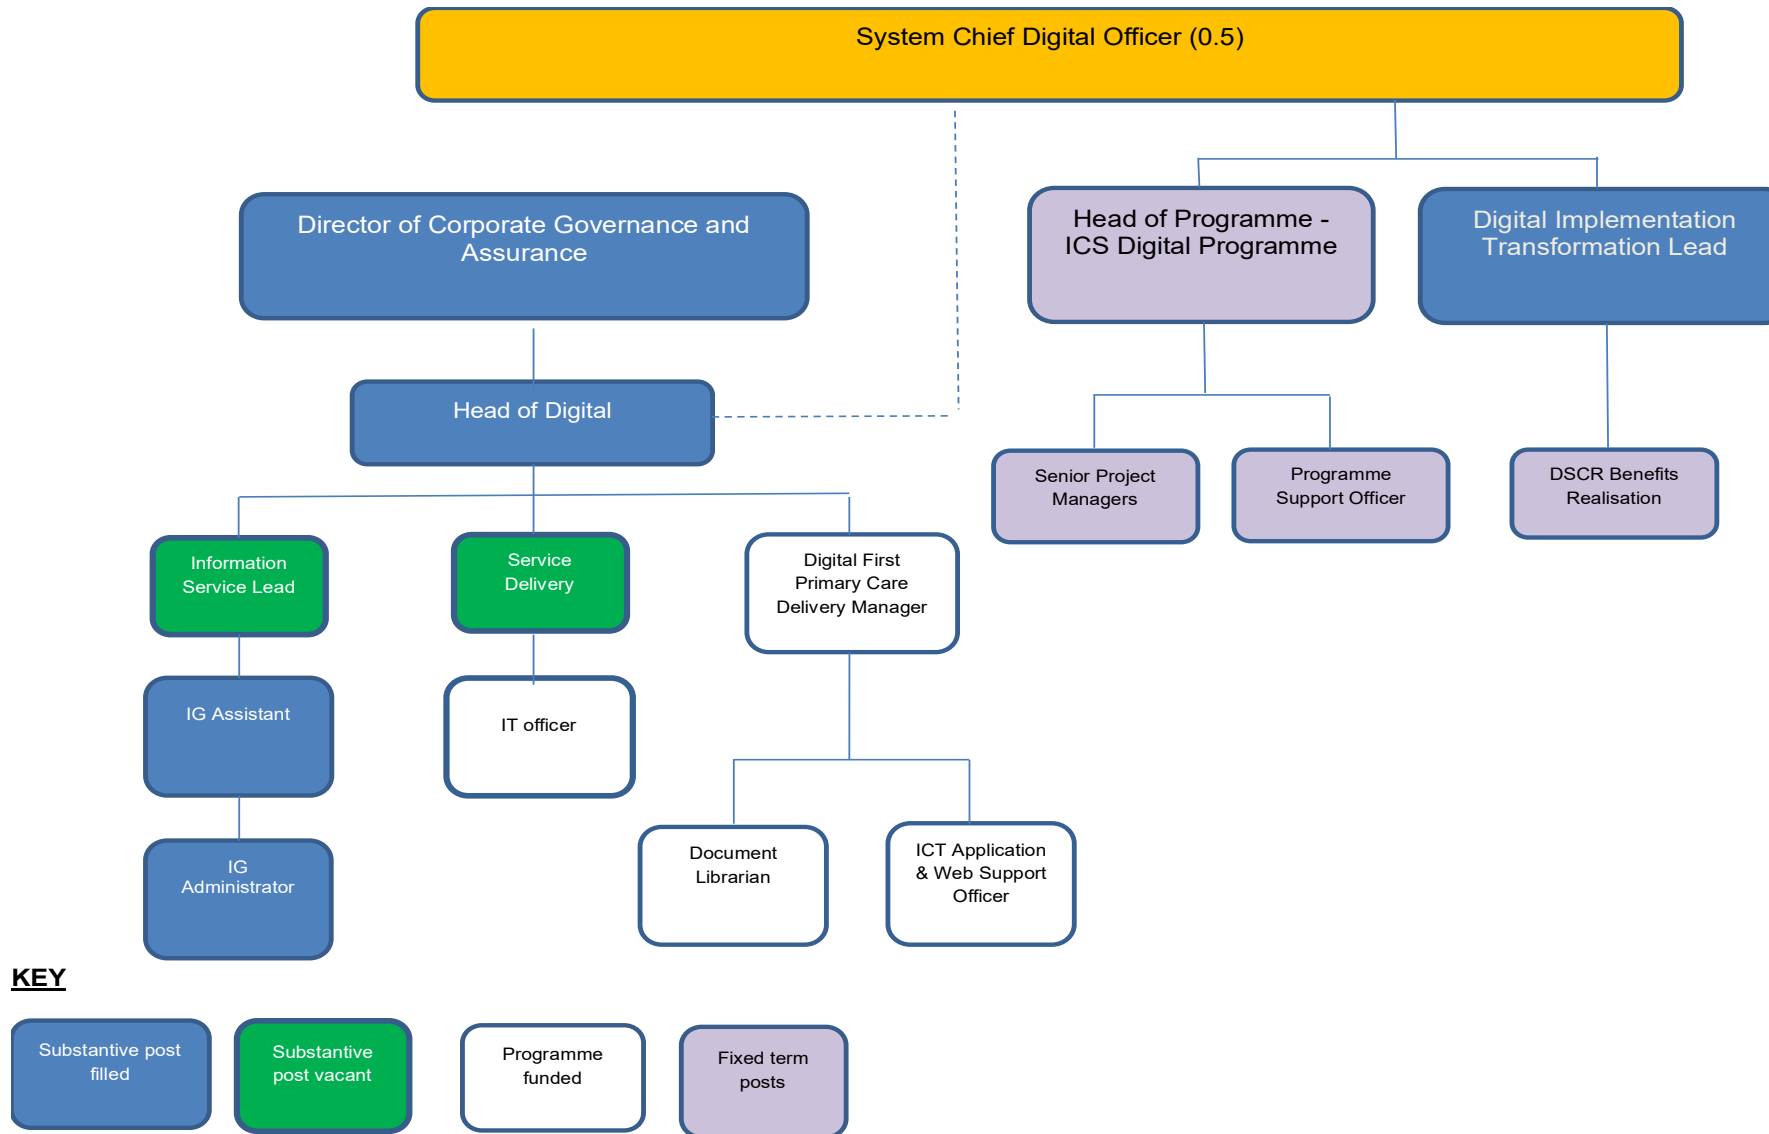 System Chief Digital Officer (0.5)
Director of Corporate Governance and
Assurance
Head of Programme -
ICS Digital Programme
Digital Implementation
Transformation Lead
Head of Digital
Senior Project
Managers
Programme
Support Officer
DSCR Benefits
Realisation
Information
Service Lead
Service
Delivery
Digital First
Primary Care
Delivery Manager
IG Assistant
IT officer
IG
Administrator
Document
Librarian
ICT Application
& Web Support
Officer
KEY
Substantive post
filled
Substantive
post vacant
Programme
funded
Fixed term
posts